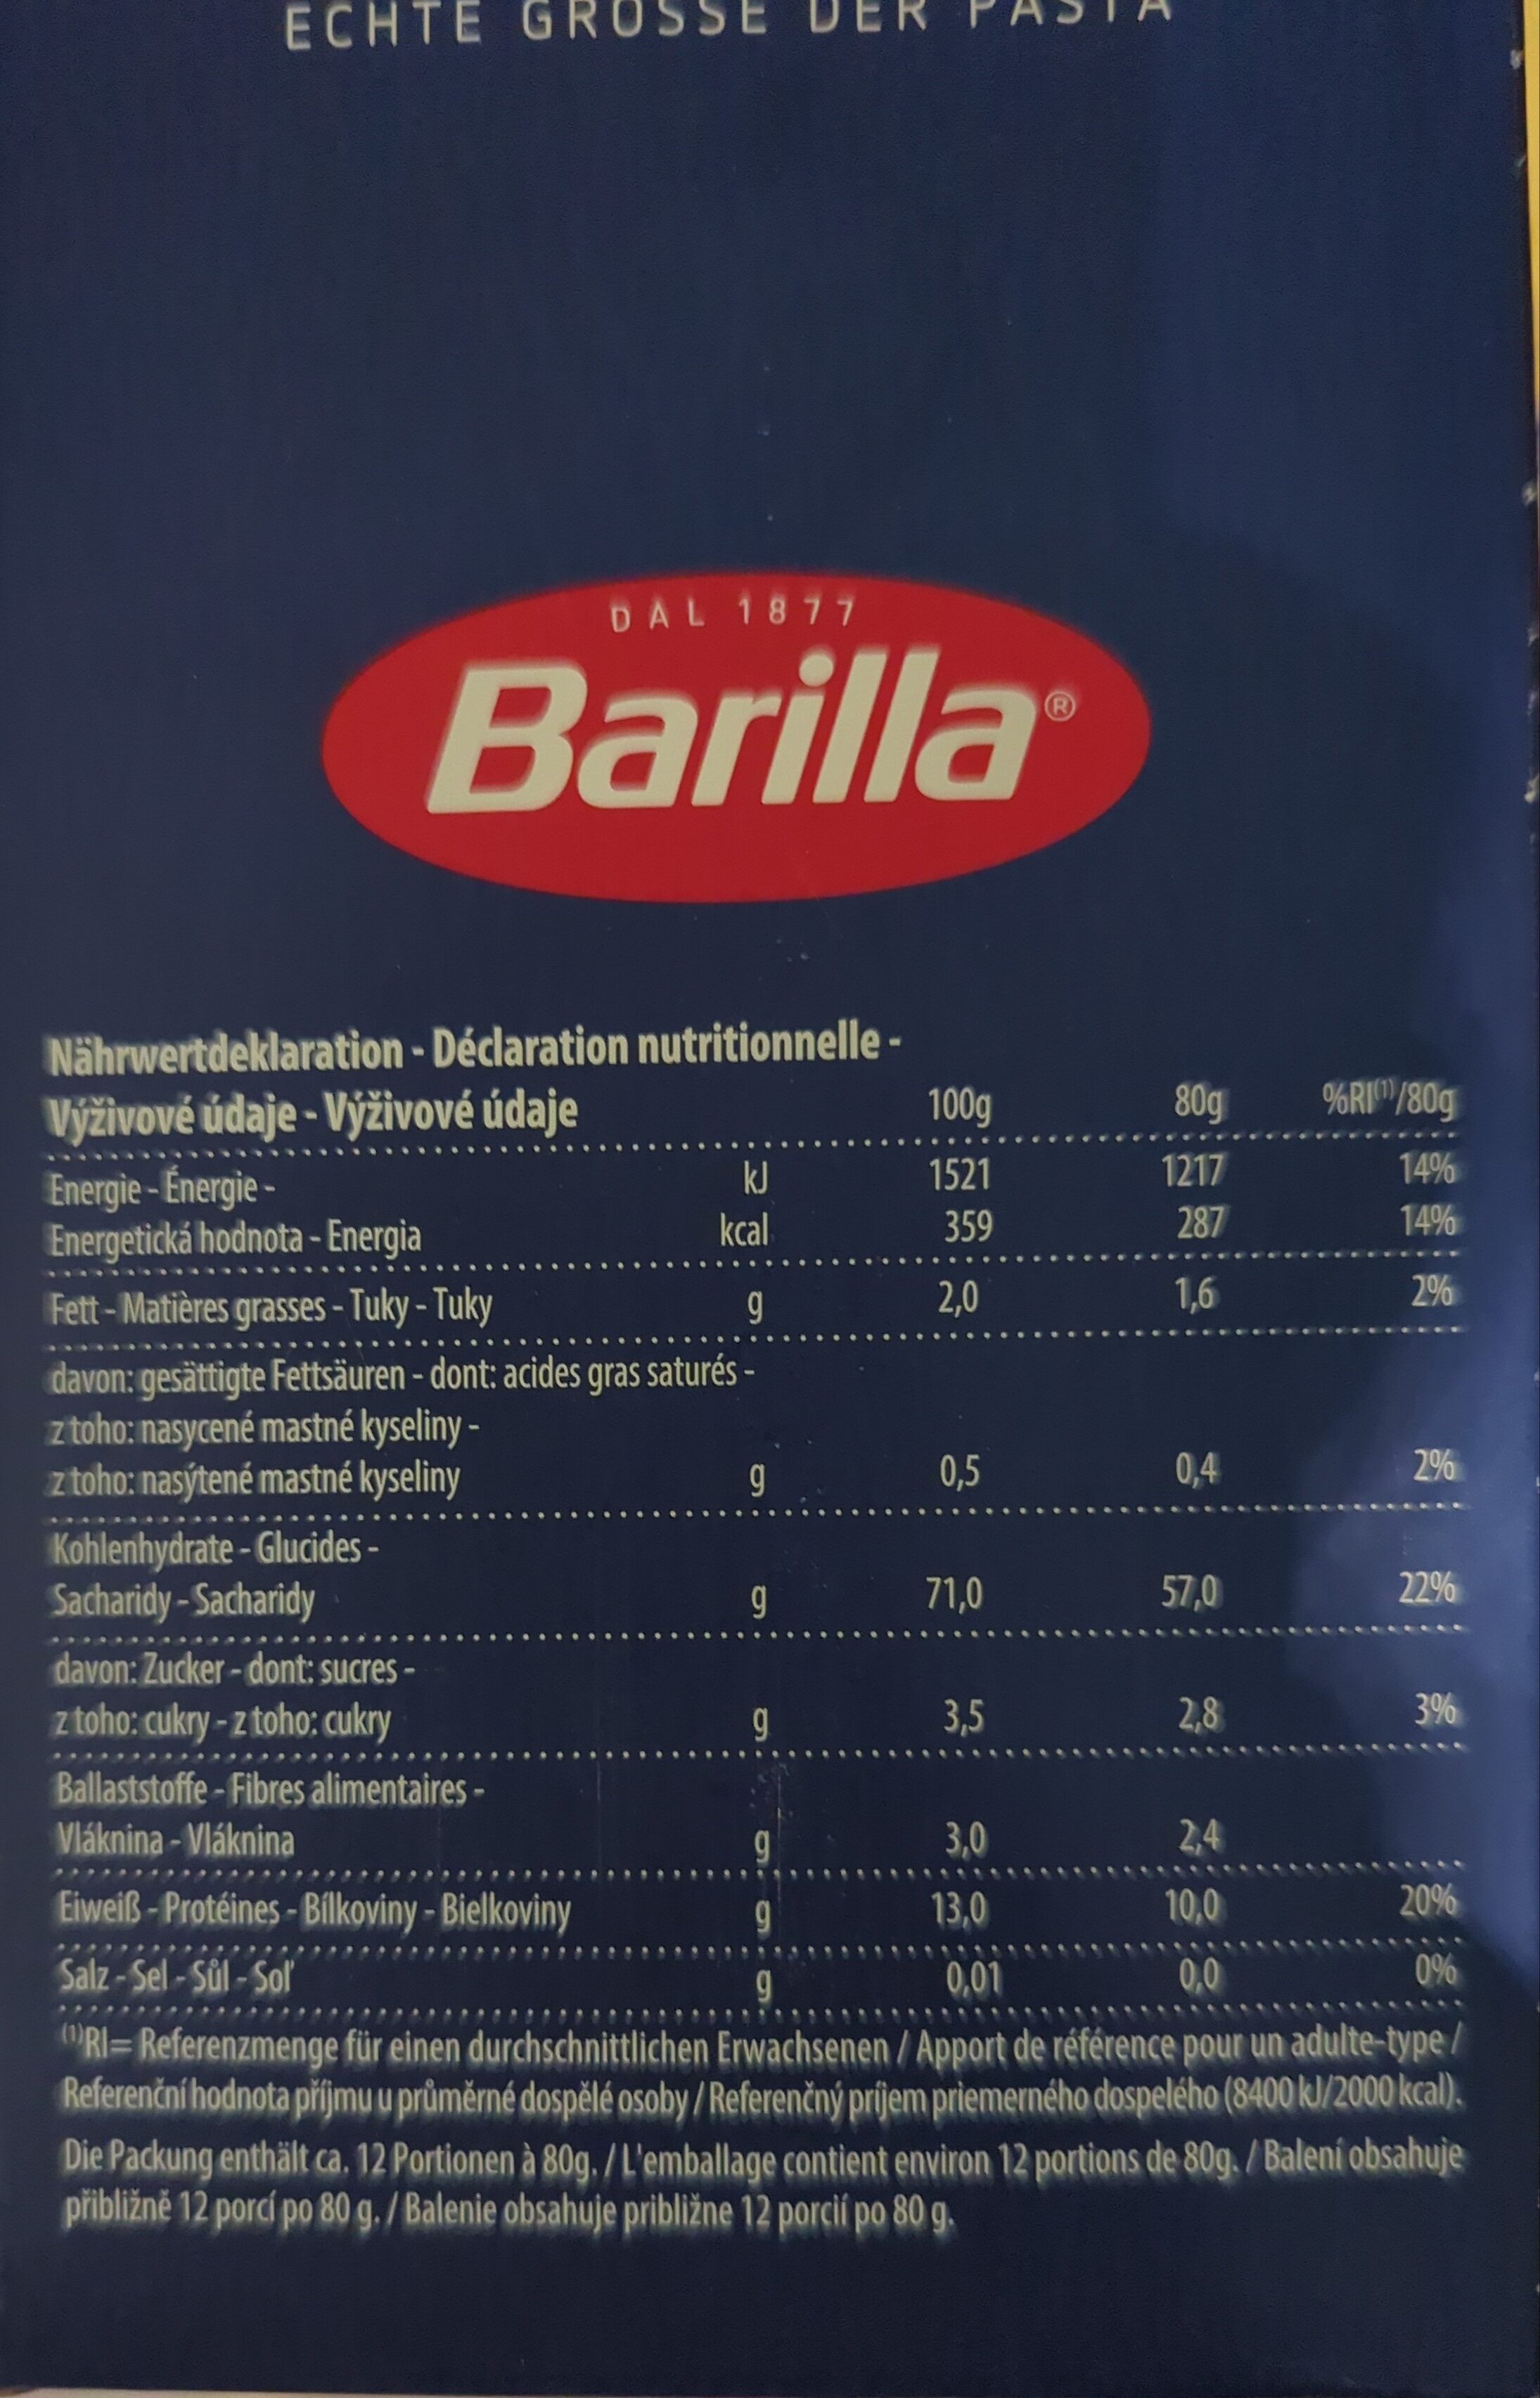 ECHTE GRÖSSE DER PASTA
DAL 1877
Barilla®
Nährwertdeklaration - Déclaration nutritionnelle -
Výživové údaje - Výživové údaje 100g 80g %RI⁽¹⁾/80g
Energie - Énergie - kJ 1521 1217 14%
Energetická hodnota - Energia kcal 359 287 14%
Fett - Matières grasses - Tuky - Tuky g 2,0 1,6 2%
davon: gesättigte Fettsäuren - dont: acides gras saturés -
z toho: nasycené mastné kyseliny -
z toho: nasýtené mastné kyseliny g 0,5 0,4 2%
Kohlenhydrate - Glucides -
Sacharidy - Sacharidy g 71,0 57,0 22%
davon: Zucker - dont: sucres -
z toho: cukry - z toho: cukry g 3,5 2,8 3%
Ballaststoffe - Fibres alimentaires -
Vláknina - Vláknina g 3,0 2,4
Eiweiß - Protéines - Bílkoviny - Bielkoviny g 13,0 10,0 20%
Salz - Sel - Sůl - Soľ g 0,01 0,0 0%
⁽¹⁾RI= Referenzmenge für einen durchschnittlichen Erwachsenen / Apport de référence pour un adulte-type /
Referenční hodnota příjmu u průměrné dospělé osoby / Referenčný príjem priemerného dospelého (8400 kJ/2000 kcal).
Die Packung enthält ca. 12 Portionen à 80g. / L'emballage contient environ 12 portions de 80g. / Balení obsahuje
přibližně 12 porcí po 80 g. / Balenie obsahuje približne 12 porcií po 80 g.